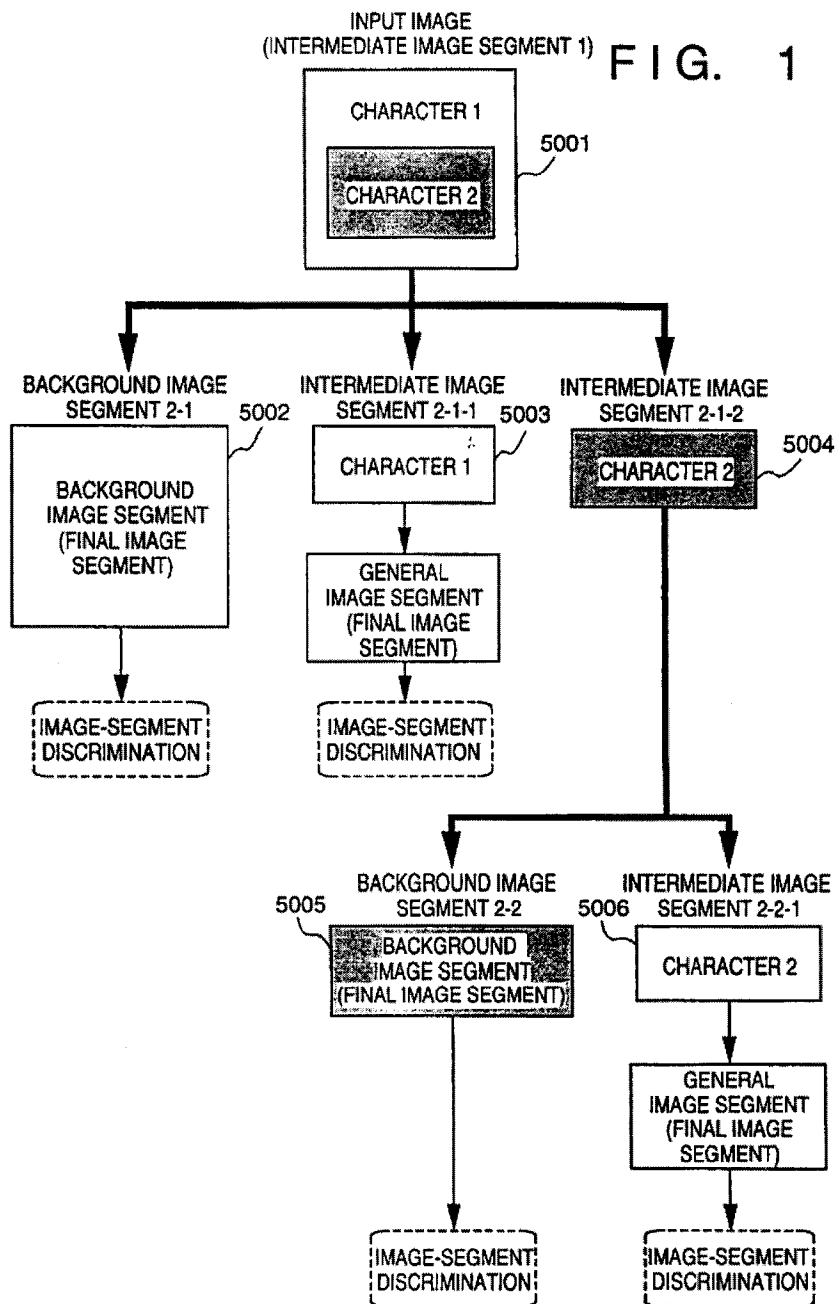 INPUT IMAGE
(INTERMEDIATE IMAGE SEGMENT 1)
FIG. 1
CHARACTER 1
5001
CHARACTER 2
BACKGROUND IMAGE
SEGMENT 2-1
5002
BACKGROUND
IMAGE SEGMENT
(FINAL IMAGE
SEGMENT)
IMAGE-SEGMENT
DISCRIMINATION
INTERMEDIATE IMAGE
SEGMENT 2-1-1
5003
CHARACTER 1
GENERAL
IMAGE SEGMENT
(FINAL IMAGE
SEGMENT)
IMAGE-SEGMENT
DISCRIMINATION
INTERMEDIATE IMAGE
SEGMENT 2-1-2
5004
CHARACTER 2
BACKGROUND IMAGE
SEGMENT 2-2
5005
BACKGROUND
IMAGE SEGMENT
(FINAL IMAGE SEGMENT)
IMAGE-SEGMENT
DISCRIMINATION
INTERMEDIATE IMAGE
SEGMENT 2-2-1
5006
CHARACTER 2
GENERAL
IMAGE SEGMENT
(FINAL IMAGE
SEGMENT)
IMAGE-SEGMENT
DISCRIMINATION